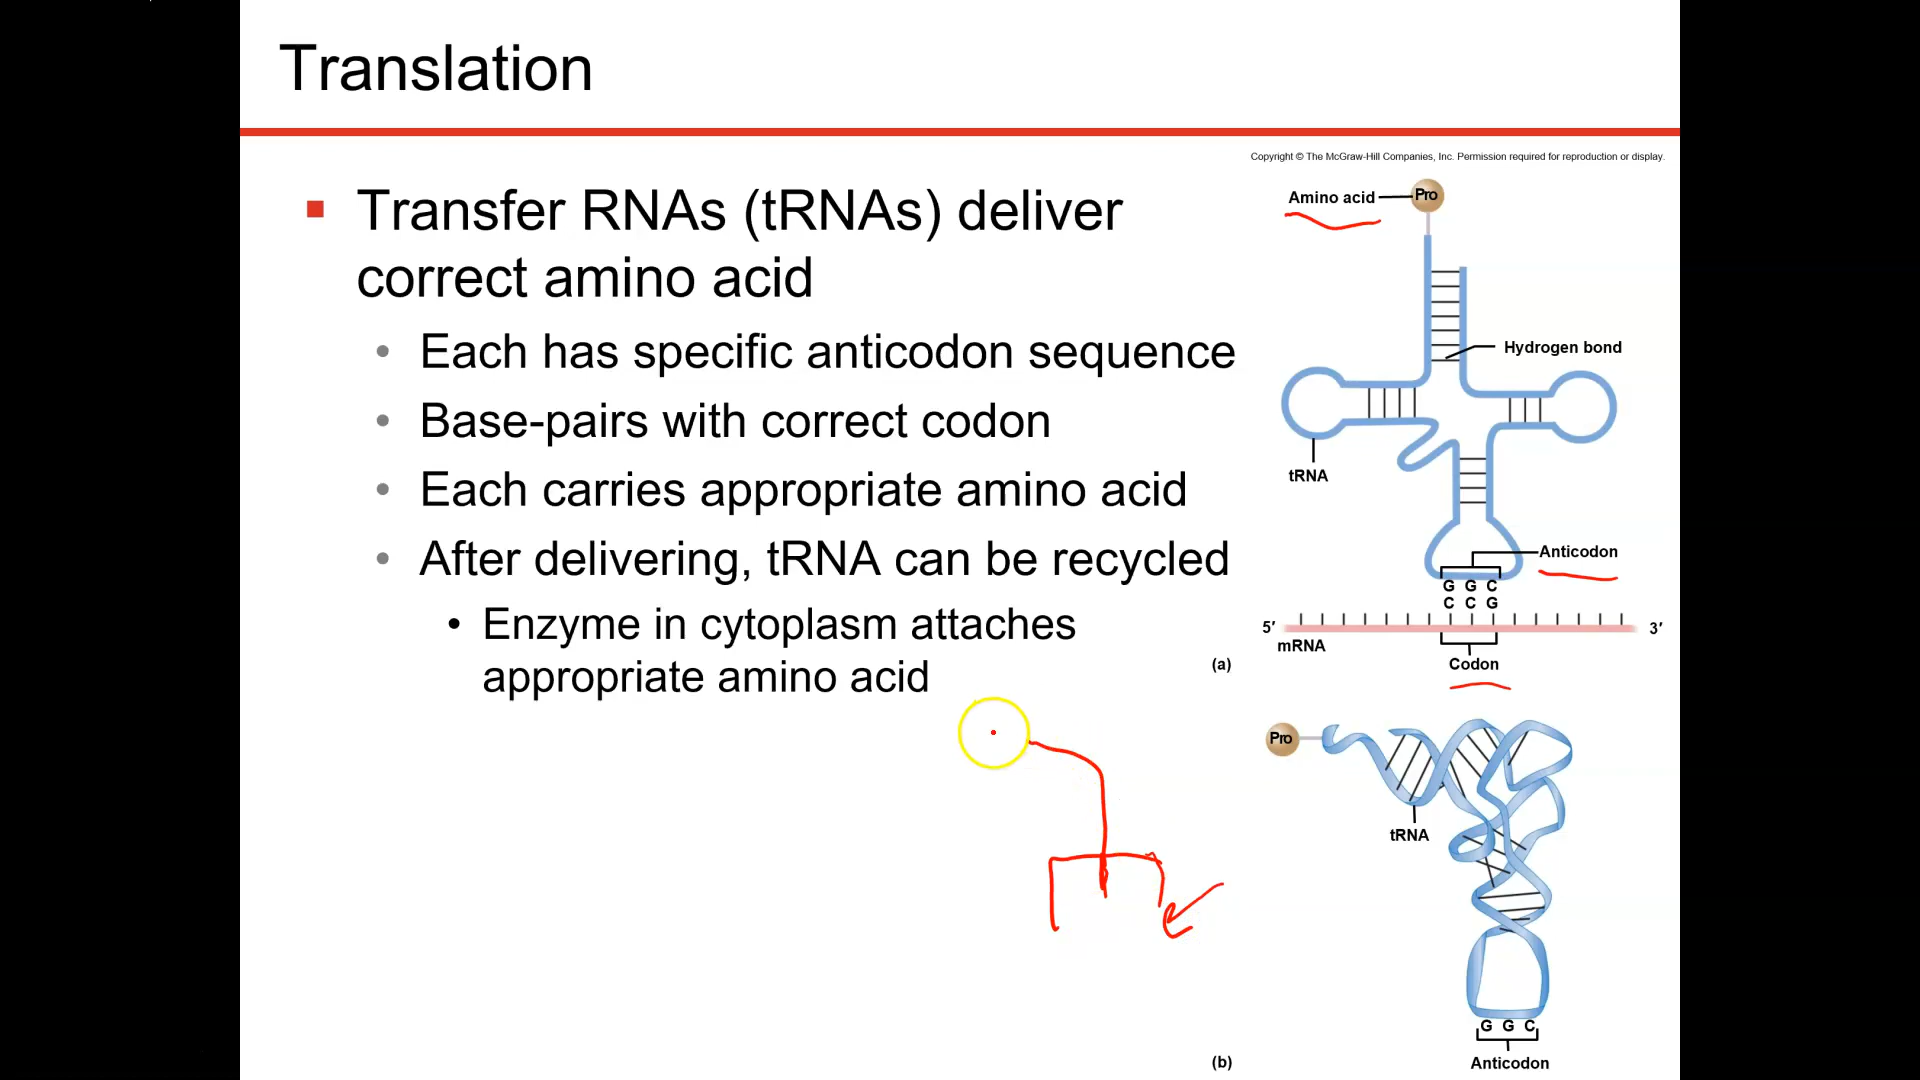 Translation
Copyright © The McGraw-Hill Companies, Inc. Permission required for reproduction or display.
▪ Transfer RNAs (tRNAs) deliver
correct amino acid
• Each has specific anticodon sequence
• Base-pairs with correct codon
• Each carries appropriate amino acid
• After delivering, tRNA can be recycled
• Enzyme in cytoplasm attaches
appropriate amino acid
Amino acid
Pro
Hydrogen bond
tRNA
Anticodon
G G C
C C G
5′
3′
mRNA
Codon
(a)
Pro
tRNA
G G C
Anticodon
(b)